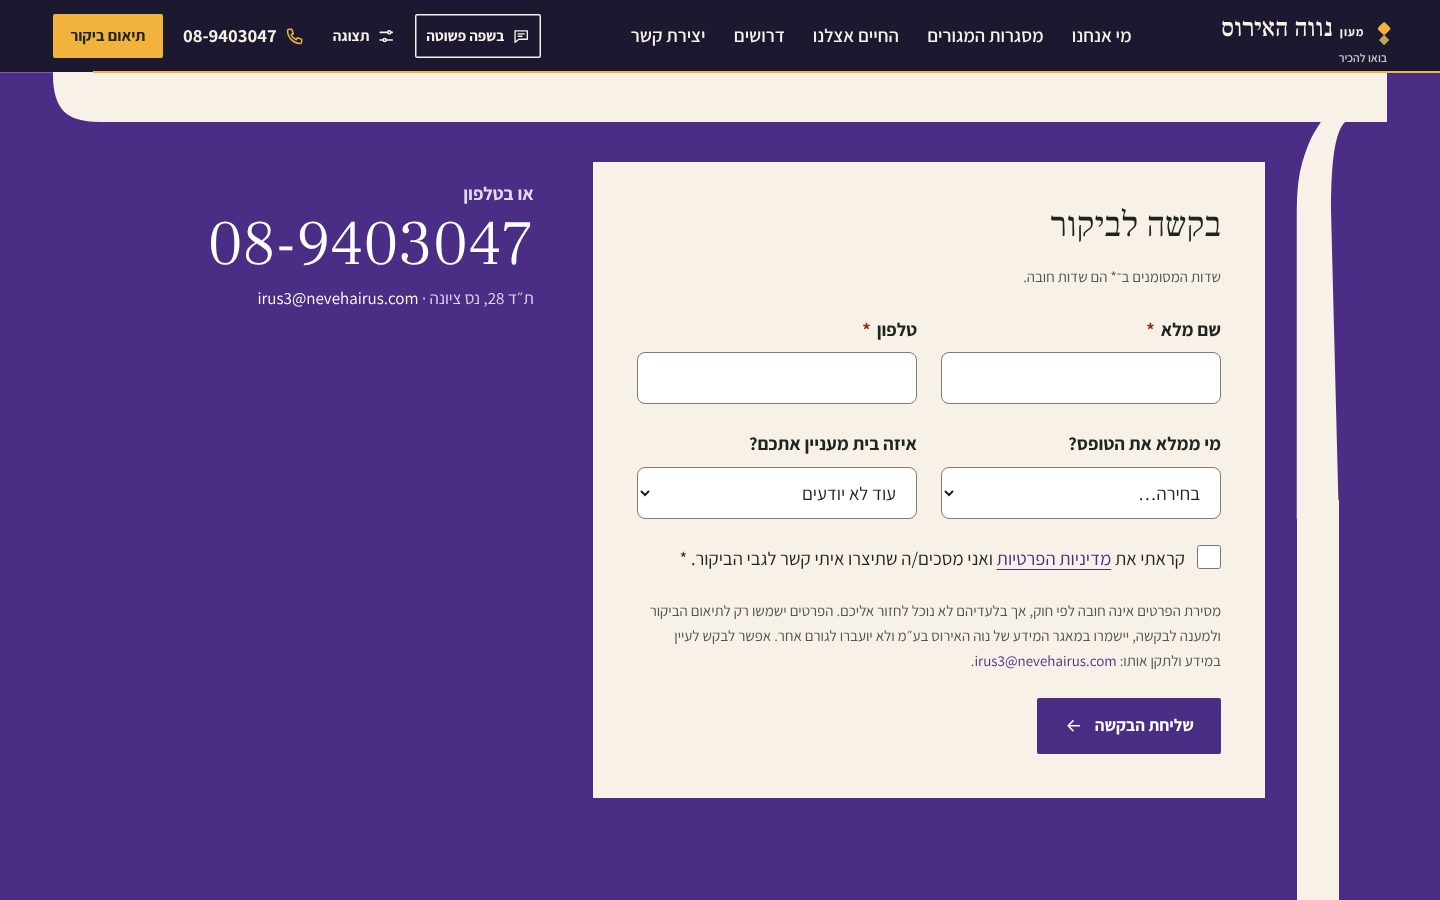 מעון נווה האירוס
בואו להכיר
מי אנחנו
מסגרות המגורים
החיים אצלנו
דרושים
יצירת קשר
בשפה פשוטה
תצוגה
08-9403047
תיאום ביקור
בקשה לביקור
שדות המסומנים ב־* הם שדות חובה.
שם מלא *
טלפון *
מי ממלא את הטופס?
איזה בית מעניין אתכם?
בחירה…
עוד לא יודעים
קראתי את מדיניות הפרטיות ואני מסכים/ה שתיצרו איתי קשר לגבי הביקור. *
מסירת הפרטים אינה חובה לפי חוק, אך בלעדיהם לא נוכל לחזור אליכם. הפרטים ישמשו רק לתיאום הביקור
ולמענה לבקשה, יישמרו במאגר המידע של נוה האירוס בע״מ ולא יועברו לגורם אחר. אפשר לבקש לעיין
במידע ולתקן אותו: irus3@nevehairus.com.
שליחת הבקשה
או בטלפון
08-9403047
ת״ד 28, נס ציונה · irus3@nevehairus.com